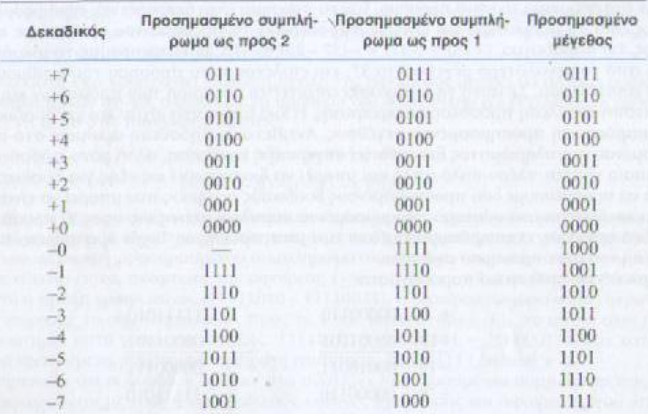 Δεκαδικός Προσημασμένο συμπλή- Προσημασμένο συμπλή- Προσημασμένο
ρωμα ως προς 2 ρωμα ως προς 1 μέγεθος
+7 0111 0111 0111
+6 0110 0110 0110
+5 0101 0101 0101
+4 0100 0100 0100
+3 0011 0011 0011
+2 0010 0010 0010
+1 0001 0001 0001
+0 0000 0000 0000
-0 — 1111 1000
-1 1111 1110 1001
-2 1110 1101 1010
-3 1101 1100 1011
-4 1100 1011 1100
-5 1011 1010 1101
-6 1010 1001 1110
-7 1001 1000 1111